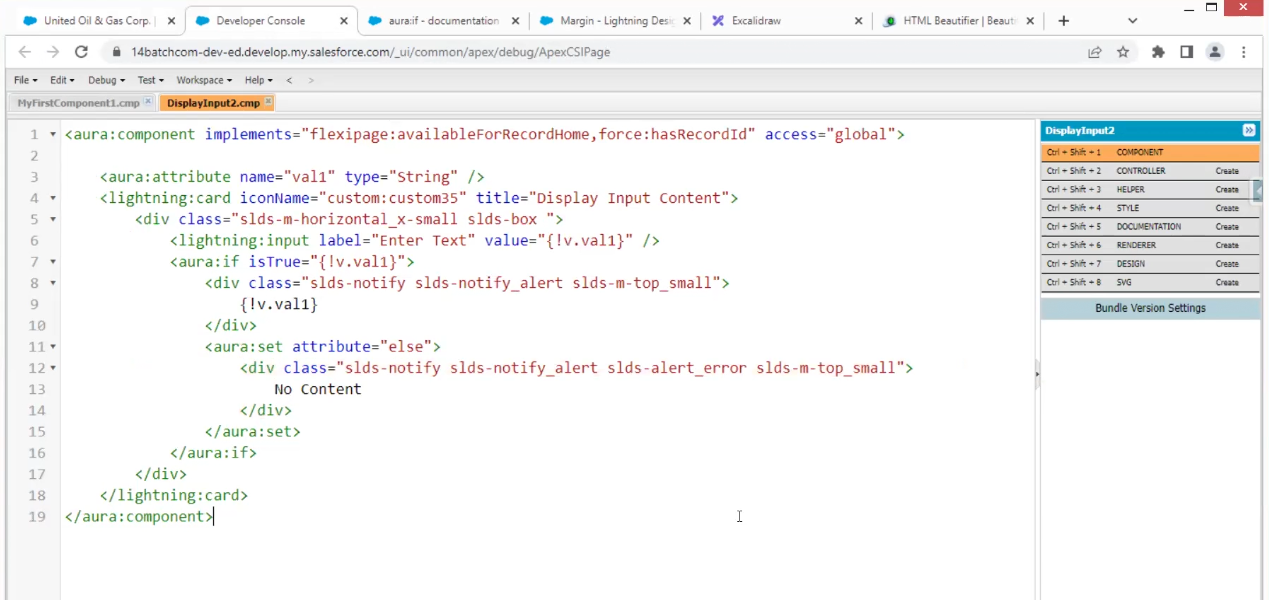 United Oil & Gas Corp. |
Developer Console
aura:if - documentation
Margin - Lightning Desi
Excalidraw
HTML Beautifier | Beauti
14batchcom-dev-ed.develop.my.salesforce.com/_ui/common/apex/debug/ApexCSIPage
File Edit Debug Test Workspace Help < >
MyFirstComponent1.cmp DisplayInput2.cmp
1 <aura:component implements="flexipage:availableForRecordHome,force:hasRecordId" access="global">
2
3 <aura:attribute name="val1" type="String" />
4 <lightning:card iconName="custom:custom35" title="Display Input Content">
5 <div class="slds-m-horizontal_x-small slds-box ">
6 <lightning:input label="Enter Text" value="{!v.val1}" />
7 <aura:if isTrue="{!v.val1}">
8 <div class="slds-notify slds-notify_alert slds-m-top_small">
9 {!v.val1}
10 </div>
11 <aura:set attribute="else">
12 <div class="slds-notify slds-notify_alert slds-alert_error slds-m-top_small">
13 No Content
14 </div>
15 </aura:set>
16 </aura:if>
17 </div>
18 </lightning:card>
19 </aura:component>
DisplayInput2
Ctrl + Shift + 1 COMPONENT
Ctrl + Shift + 2 CONTROLLER Create
Ctrl + Shift + 3 HELPER Create
Ctrl + Shift + 4 STYLE Create
Ctrl + Shift + 5 DOCUMENTATION Create
Ctrl + Shift + 6 RENDERER Create
Ctrl + Shift + 7 DESIGN Create
Ctrl + Shift + 8 SVG Create
Bundle Version Settings